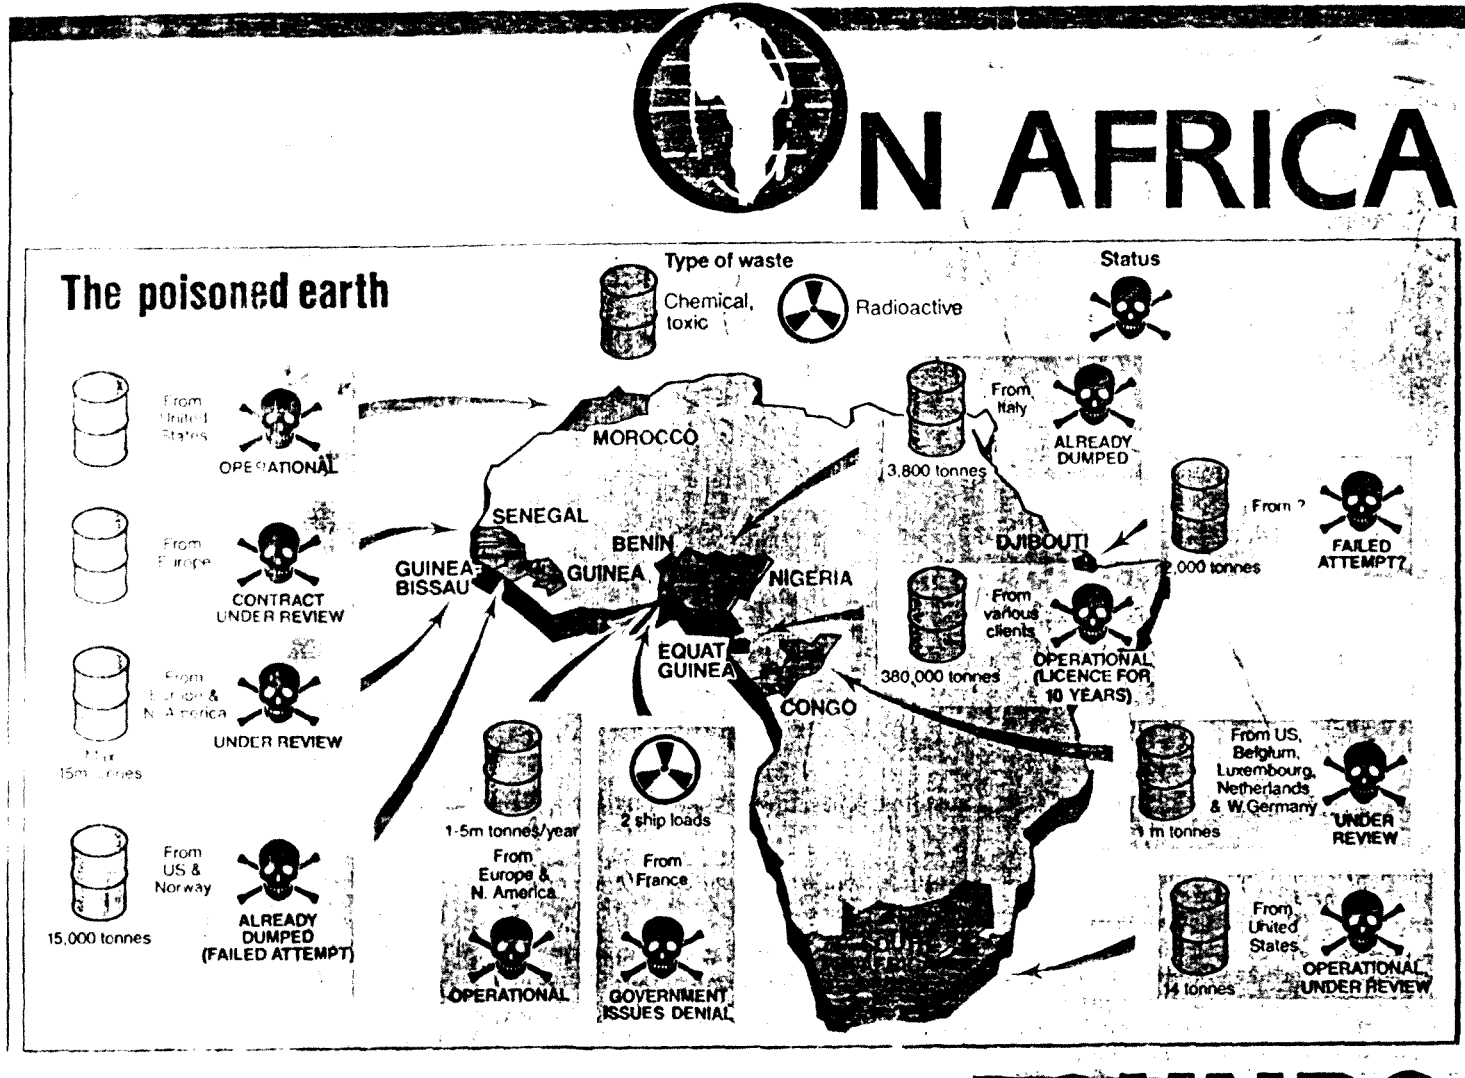 ON AFRICA
The poisoned earth
Type of waste
Chemical,
toxic
Radioactive
Status
From
United
States
OPERATIONAL
MOROCCO
From
Italy
3,800 tonnes
ALREADY
DUMPED
From ?
2,000 tonnes
FAILED
ATTEMPT?
From
Europe
CONTRACT
UNDER REVIEW
SENEGAL
GUINEA-
BISSAU
GUINEA
BENIN
NIGERIA
DJIBOUTI
From
various
clients
380,000 tonnes
OPERATIONAL
(LICENCE FOR
10 YEARS)
EQUAT
GUINEA
CONGO
From
Europe &
N. America
UNDER REVIEW
15m tonnes
From
US &
Norway
15,000 tonnes
ALREADY
DUMPED
(FAILED ATTEMPT)
1-5m tonnes/year
From
Europe &
N. America
OPERATIONAL
2 ship loads
From
France
GOVERNMENT
ISSUES DENIAL
From US,
Belgium,
Luxembourg,
Netherlands
& W.Germany
m tonnes
UNDER
REVIEW
From
United
States
14 tonnes
OPERATIONAL,
UNDER REVIEW